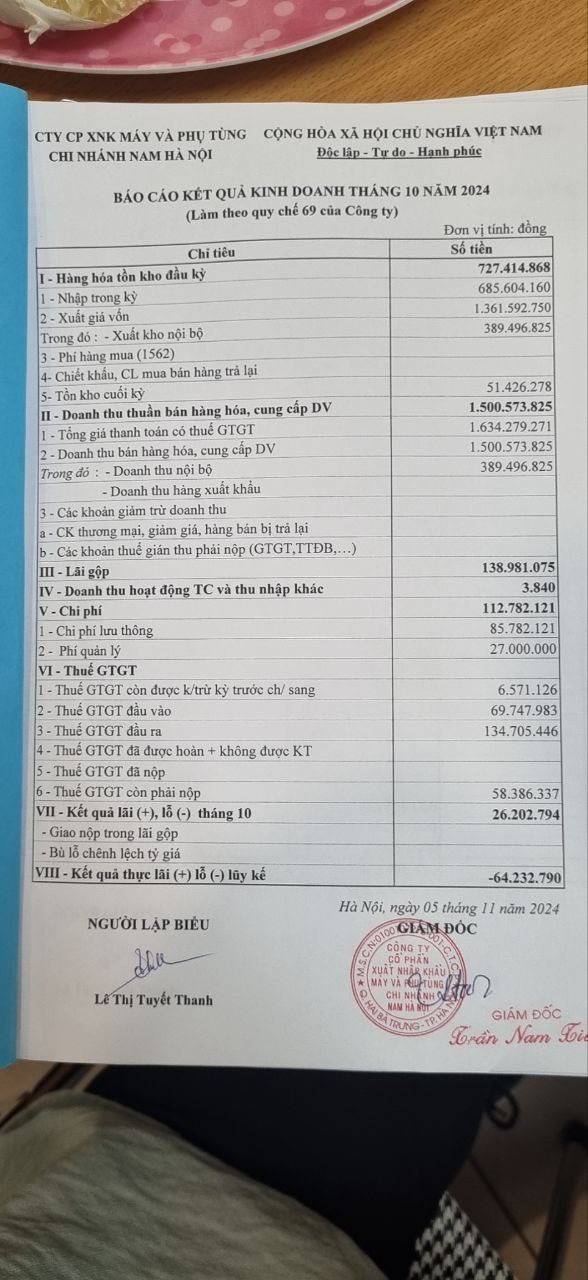 CTY CP XNK MÁY VÀ PHỤ TÙNG CỘNG HÒA XÃ HỘI CHỦ NGHĨA VIỆT NAM
CHI NHÁNH NAM HÀ NỘI Độc lập - Tự do - Hạnh phúc
BÁO CÁO KẾT QUẢ KINH DOANH THÁNG 10 NĂM 2024
(Làm theo quy chế 69 của Công ty)
Đơn vị tính: đồng
Chỉ tiêu Số tiền
I - Hàng hóa tồn kho đầu kỳ 727.414.868
1 - Nhập trong kỳ 685.604.160
2 - Xuất giá vốn 1.361.592.750
Trong đó : - Xuất kho nội bộ 389.496.825
3 - Phí hàng mua (1562)
4- Chiết khấu, CL mua bán hàng trả lại
5- Tồn kho cuối kỳ 51.426.278
II - Doanh thu thuần bán hàng hóa, cung cấp DV 1.500.573.825
1 - Tổng giá thanh toán có thuế GTGT 1.634.279.271
2 - Doanh thu bán hàng hóa, cung cấp DV 1.500.573.825
Trong đó : - Doanh thu nội bộ 389.496.825
- Doanh thu hàng xuất khẩu
3 - Các khoản giảm trừ doanh thu
a - CK thương mại, giảm giá, hàng bán bị trả lại
b - Các khoản thuế gián thu phải nộp (GTGT,TTĐB,…)
III - Lãi gộp 138.981.075
IV - Doanh thu hoạt động TC và thu nhập khác 3.840
V - Chi phí 112.782.121
1 - Chi phí lưu thông 85.782.121
2 - Phí quản lý 27.000.000
VI - Thuế GTGT
1 - Thuế GTGT còn được k/trừ kỳ trước ch/ sang 6.571.126
2 - Thuế GTGT đầu vào 69.747.983
3 - Thuế GTGT đầu ra 134.705.446
4 - Thuế GTGT đã được hoàn + không được KT
5 - Thuế GTGT đã nộp
6 - Thuế GTGT còn phải nộp 58.386.337
VII - Kết quả lãi (+), lỗ (-) tháng 10 26.202.794
- Giao nộp trong lãi gộp
- Bù lỗ chênh lệch tỷ giá
VIII - Kết quả thực lãi (+) lỗ (-) lũy kế -64.232.790
Hà Nội, ngày 05 tháng 11 năm 2024
NGƯỜI LẬP BIỂU GIÁM ĐỐC
CÔNG TY
CỔ PHẦN
XUẤT NHẬP KHẨU
MÁY VÀ PHỤ TÙNG
CHI NHÁNH
NAM HÀ NỘI
Q. HAI BÀ TRƯNG - TP. HÀ NỘI
Lê Thị Tuyết Thanh
GIÁM ĐỐC
Trần Nam